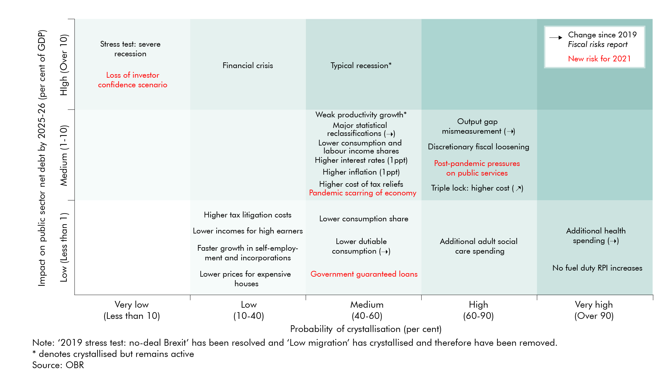 Impact on public sector net debt by 2025-26 (per cent of GDP)
High (Over 10)
Stress test: severe
recession
Loss of investor
confidence scenario
Financial crisis
Typical recession*
Change since 2019
Fiscal risks report
New risk for 2021
Medium (1-10)
Weak productivity growth*
Major statistical
reclassifications (⇢)
Lower consumption and
labour income shares
Higher interest rates (1ppt)
Higher inflation (1ppt)
Higher cost of tax reliefs
Pandemic scarring of economy
Output gap
mismeasurement (⇢)
Discretionary fiscal loosening
Post-pandemic pressures
on public services
Triple lock: higher cost (↗)
Low (Less than 1)
Higher tax litigation costs
Lower incomes for high earners
Faster growth in self-employ-
ment and incorporations
Lower prices for expensive
houses
Lower consumption share
Lower dutiable
consumption (⇢)
Government guaranteed loans
Additional adult social
care spending
Additional health
spending (⇢)
No fuel duty RPI increases
Very low
(Less than 10)
Low
(10-40)
Medium
(40-60)
High
(60-90)
Very high
(Over 90)
Probability of crystallisation (per cent)
Note: ‘2019 stress test: no-deal Brexit’ has been resolved and ‘Low migration’ has crystallised and therefore have been removed.
* denotes crystallised but remains active
Source: OBR